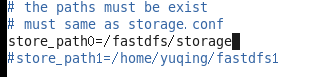 # the paths must be exist
# must same as storage.conf
store_path0=/fastdfs/storage
#store_path1=/home/yuqing/fastdfs1